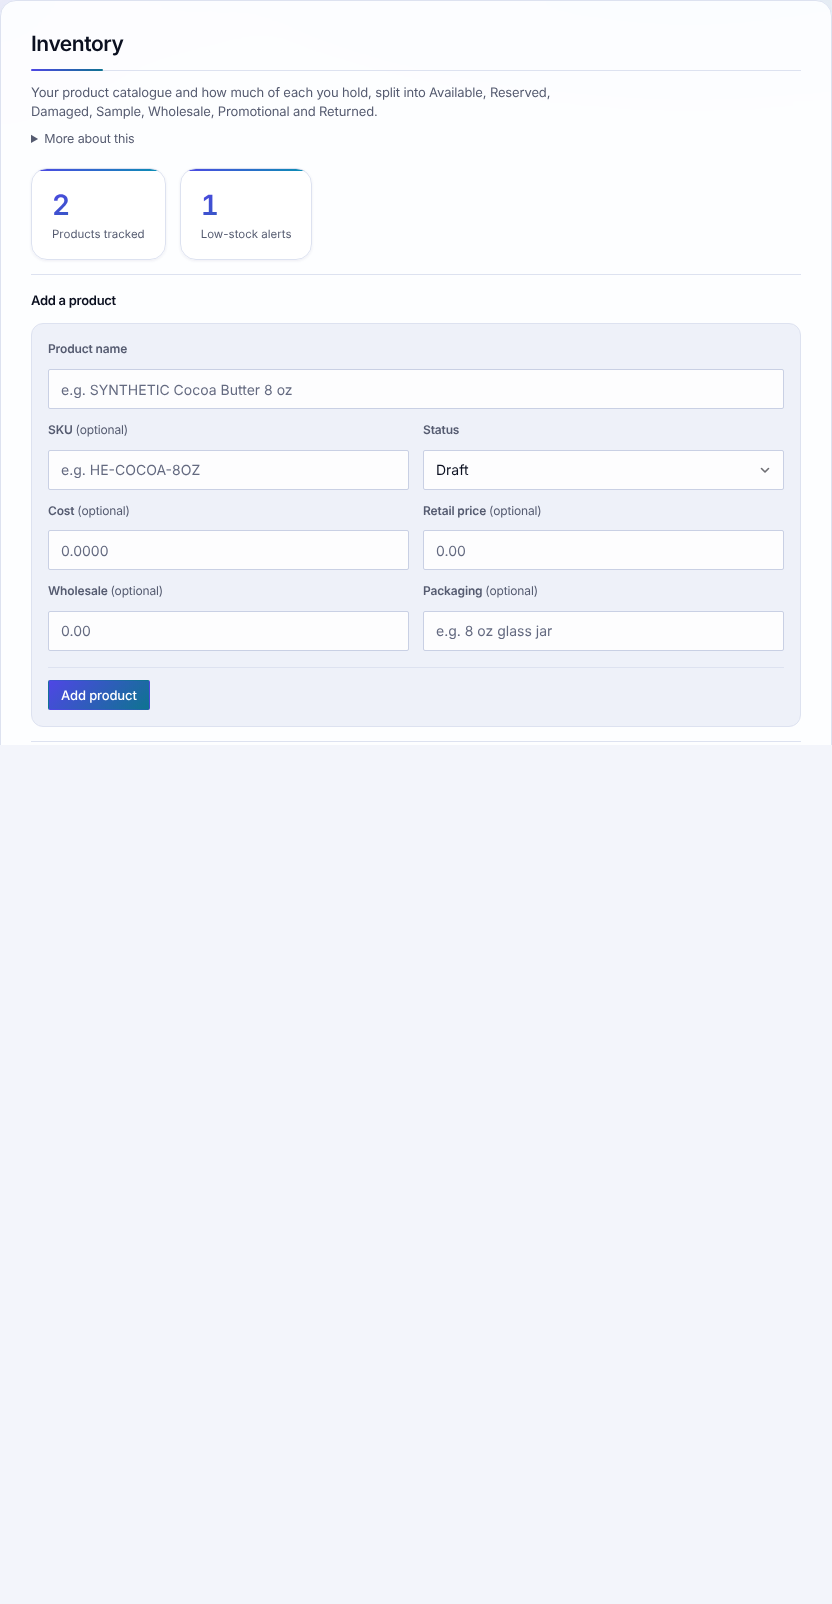 Inventory
Your product catalogue and how much of each you hold, split into Available, Reserved,
Damaged, Sample, Wholesale, Promotional and Returned.
More about this
2
Products tracked
1
Low-stock alerts
Add a product
Product name
e.g. SYNTHETIC Cocoa Butter 8 oz
SKU (optional)
Status
e.g. HE-COCOA-8OZ
Draft
Cost (optional)
Retail price (optional)
0.0000
0.00
Wholesale (optional)
Packaging (optional)
0.00
e.g. 8 oz glass jar
Add product